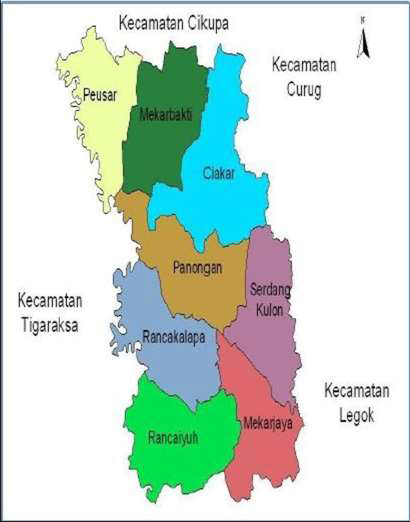 Kecamatan Cikupa
Kecamatan
Curug
Peusar
Mekarbakti
Ciakar
Panongan
Serdang
Kulon
Kecamatan
Tigaraksa
Rancakalapa
Kecamatan
Legok
Rancaiyuh
Mekarjaya